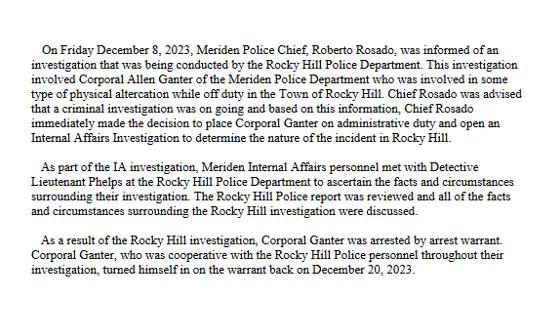 On Friday December 8, 2023, Meriden Police Chief, Roberto Rosado, was informed of an
investigation that was being conducted by the Rocky Hill Police Department. This investigation
involved Corporal Allen Ganter of the Meriden Police Department who was involved in some
type of physical altercation while off duty in the Town of Rocky Hill. Chief Rosado was advised
that a criminal investigation was on going and based on this information, Chief Rosado
immediately made the decision to place Corporal Ganter on administrative duty and open an
Internal Affairs Investigation to determine the nature of the incident in Rocky Hill.
As part of the IA investigation, Meriden Internal Affairs personnel met with Detective
Lieutenant Phelps at the Rocky Hill Police Department to ascertain the facts and circumstances
surrounding their investigation. The Rocky Hill Police report was reviewed and all of the facts
and circumstances surrounding the Rocky Hill investigation were discussed.
As a result of the Rocky Hill investigation, Corporal Ganter was arrested by arrest warrant.
Corporal Ganter, who was cooperative with the Rocky Hill Police personnel throughout their
investigation, turned himself in on the warrant back on December 20, 2023.